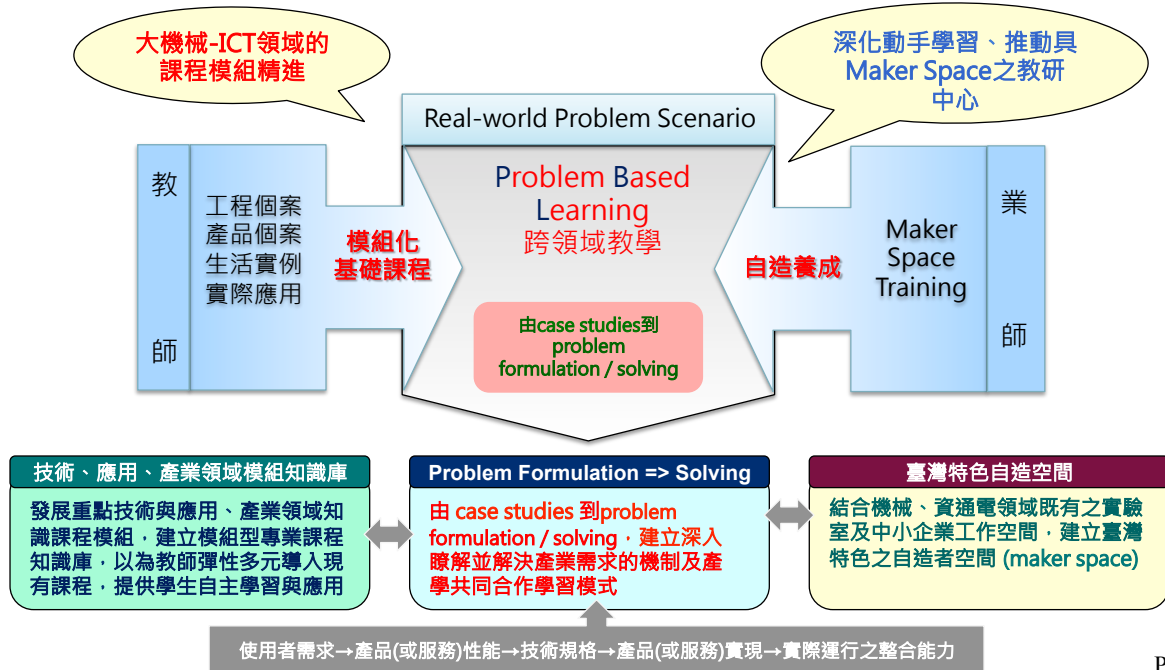 大機械-ICT領域的
課程模組精進
深化動手學習、推動具
Maker Space之教研
中心
Real-world Problem Scenario
教
師
工程個案
產品個案
生活實例
實際應用
模組化
基礎課程
Problem Based
Learning
跨領域教學
由case studies到
problem
formulation / solving
自造養成
Maker
Space
Training
業
師
技術、應用、產業領域模組知識庫
發展重點技術與應用、產業領域知
識課程模組，建立模組型專業課程
知識庫，以為教師彈性多元導入現
有課程，提供學生自主學習與應用
Problem Formulation => Solving
由 case studies 到problem
formulation / solving，建立深入
瞭解並解決產業需求的機制及產
學共同合作學習模式
臺灣特色自造空間
結合機械、資通電領域既有之實驗
室及中小企業工作空間，建立臺灣
特色之自造者空間 (maker space)
使用者需求→產品(或服務)性能→技術規格→產品(或服務)實現→實際運行之整合能力
P